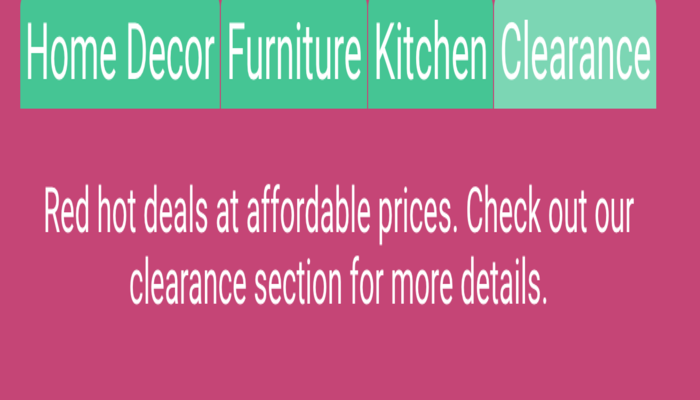 Home Decor Furniture Kitchen Clearance
Red hot deals at affordable prices. Check out our
clearance section for more details.